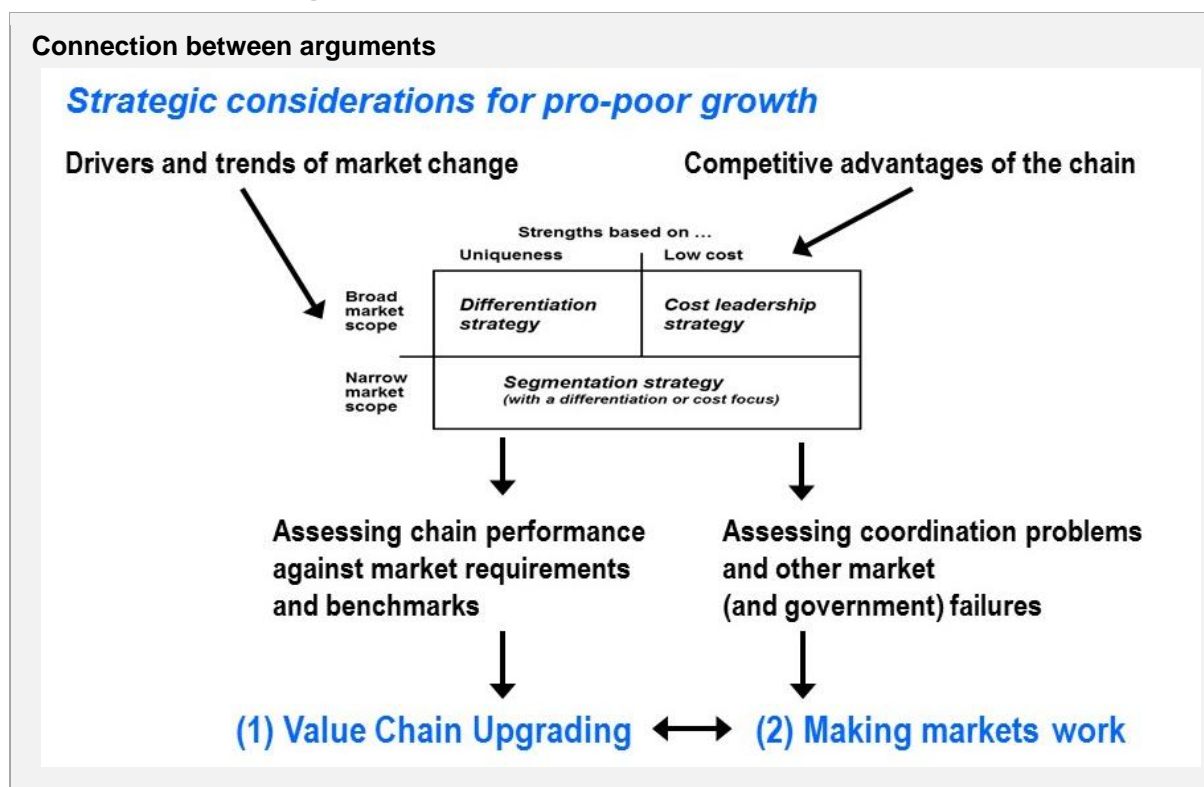 Connection between arguments
Strategic considerations for pro-poor growth
Drivers and trends of market change
Competitive advantages of the chain
Strengths based on ...
Uniqueness
Low cost
Broad
market
scope
Differentiation
strategy
Cost leadership
strategy
Narrow
market
scope
Segmentation strategy
(with a differentiation or cost focus)
Assessing chain performance
against market requirements
and benchmarks
Assessing coordination problems
and other market
(and government) failures
(1) Value Chain Upgrading
(2) Making markets work